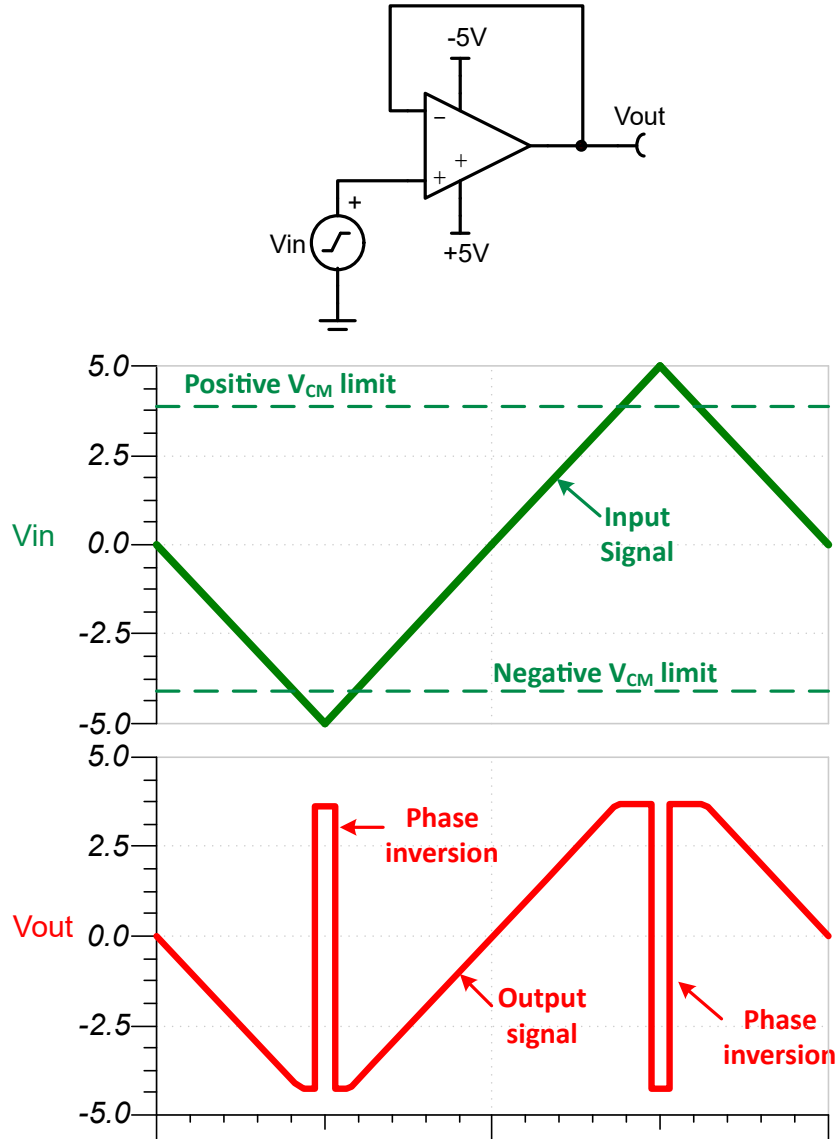 -5V
Vout
−
+
+
+
Vin
+5V
5.0
Positive V_CM limit
2.5
Vin
0.0
Input
Signal
-2.5
Negative V_CM limit
-5.0
5.0
Phase
inversion
2.5
Vout
0.0
Output
signal
-2.5
Phase
inversion
-5.0